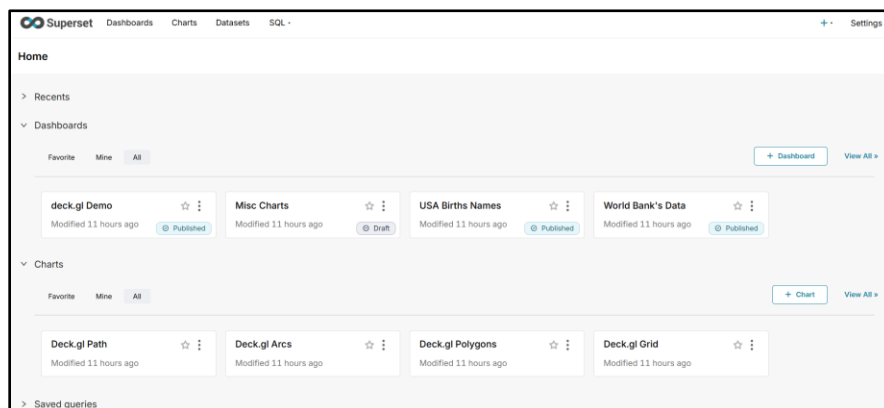 Superset Dashboards Charts Datasets SQL + Settings
Home
Recents
Dashboards
Favorite Mine All + Dashboard View All »
deck.gl Demo Misc Charts USA Births Names World Bank's Data
Modified 11 hours ago Modified 11 hours ago Modified 11 hours ago Modified 11 hours ago
Published Draft Published Published
Charts
Favorite Mine All + Chart View All »
Deck.gl Path Deck.gl Arcs Deck.gl Polygons Deck.gl Grid
Modified 11 hours ago Modified 11 hours ago Modified 11 hours ago Modified 11 hours ago
Saved queries